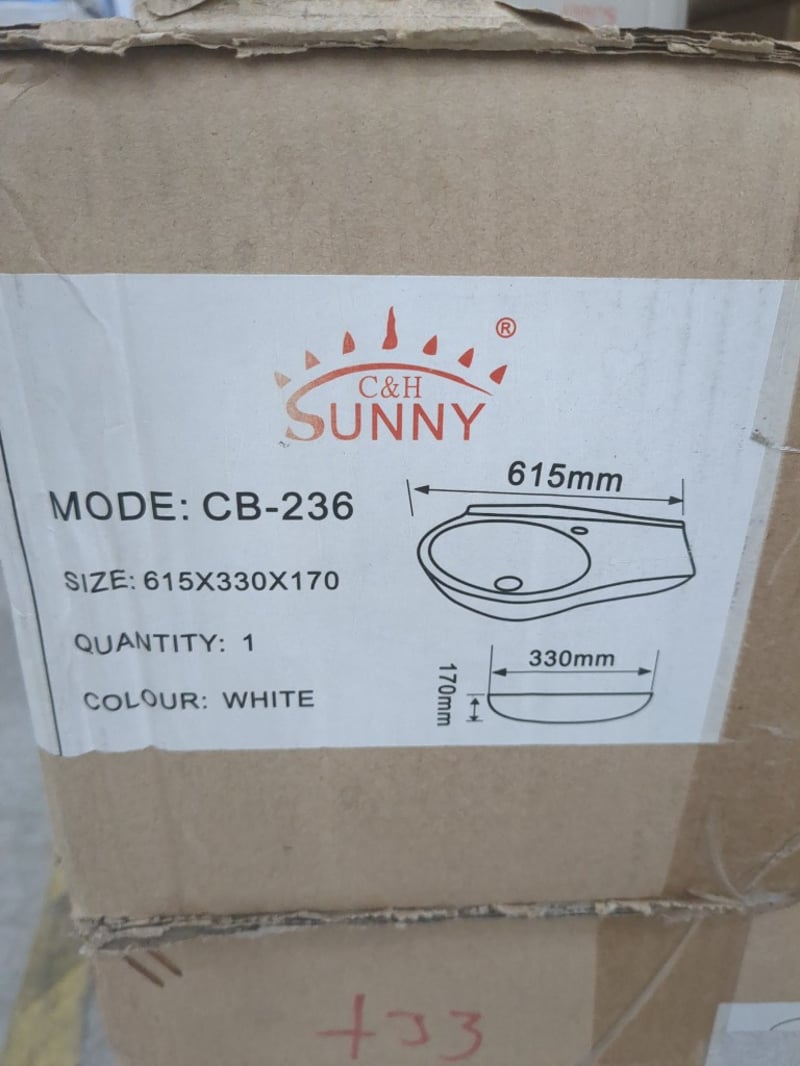 ®
C&H
SUNNY
615mm
MODE: CB-236
SIZE: 615X330X170
QUANTITY: 1
330mm
170mm
COLOUR: WHITE